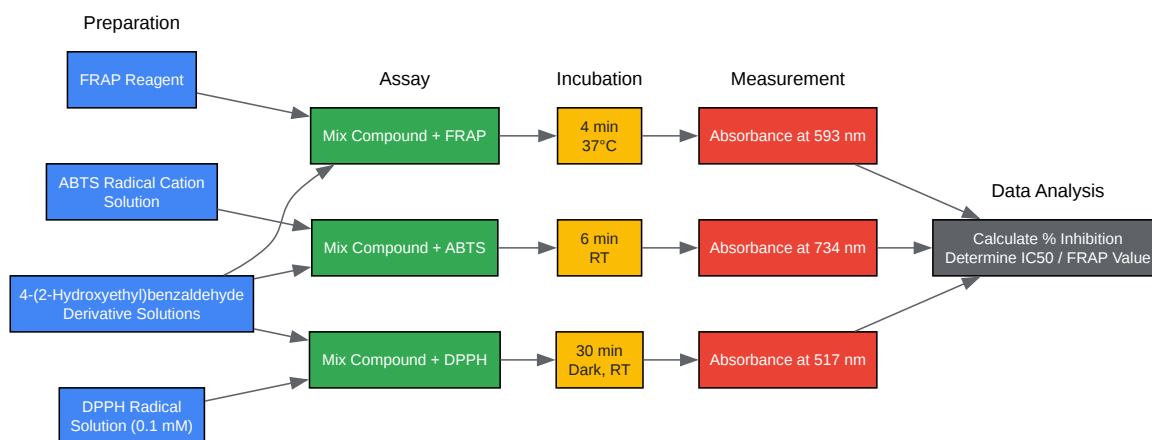 Preparation
FRAP Reagent
ABTS Radical Cation
Solution
4-(2-Hydroxyethyl)benzaldehyde
Derivative Solutions
DPPH Radical
Solution (0.1 mM)
Assay
Mix Compound + FRAP
Mix Compound + ABTS
Mix Compound + DPPH
Incubation
4 min
37°C
6 min
RT
30 min
Dark, RT
Measurement
Absorbance at 593 nm
Absorbance at 734 nm
Absorbance at 517 nm
Data Analysis
Calculate % Inhibition
Determine IC50 / FRAP Value